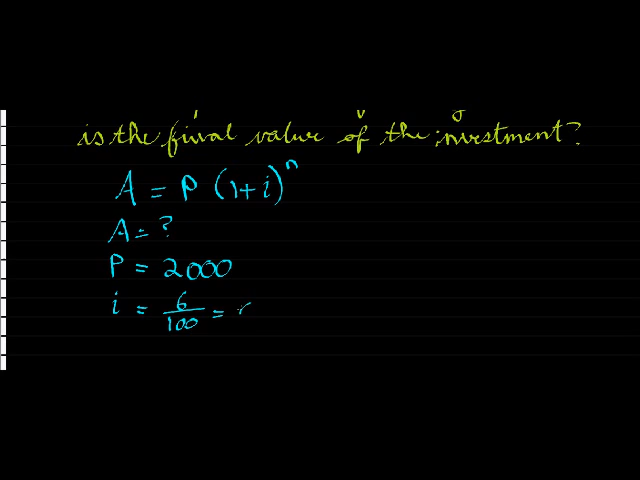 is the final value of the investment?
A = P (1+i)^n
A = ?
P = 2000
i = 6/100 =